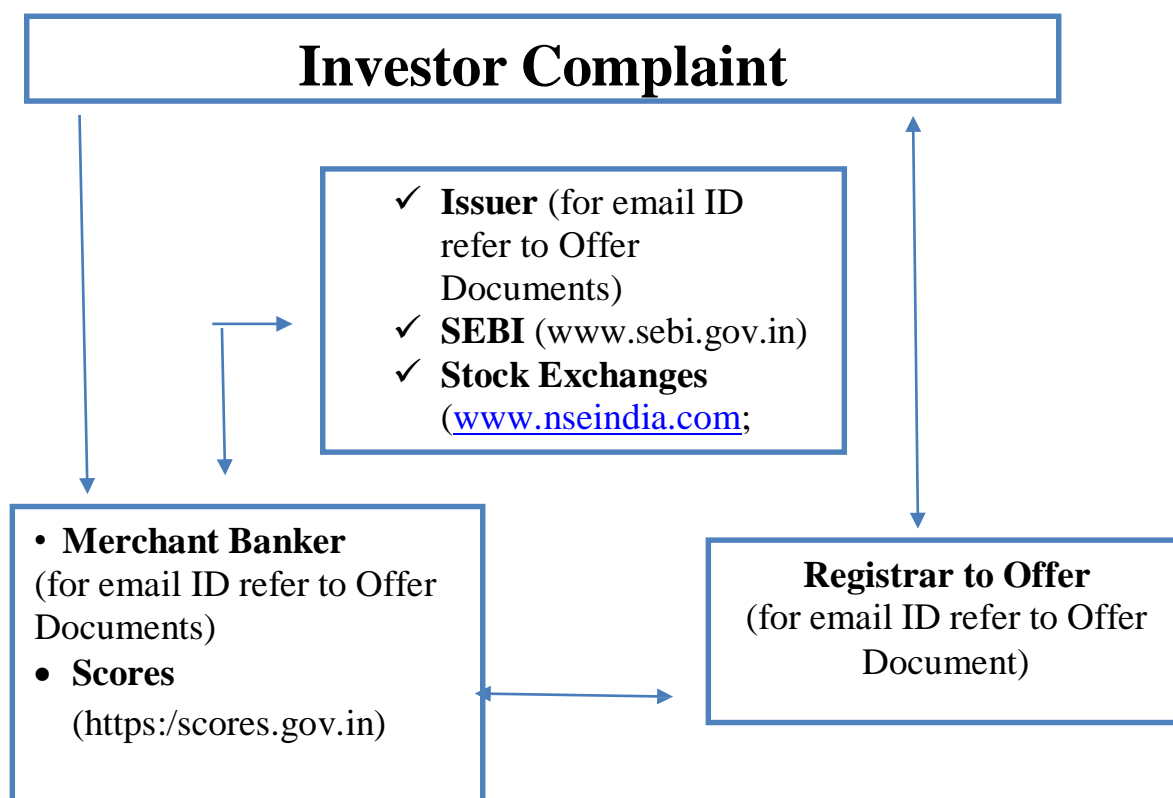 Investor Complaint
✓ Issuer (for email ID
refer to Offer
Documents)
✓ SEBI (www.sebi.gov.in)
✓ Stock Exchanges
(www.nseindia.com;
• Merchant Banker
(for email ID refer to Offer
Documents)
• Scores
(https:/scores.gov.in)
Registrar to Offer
(for email ID refer to Offer
Document)